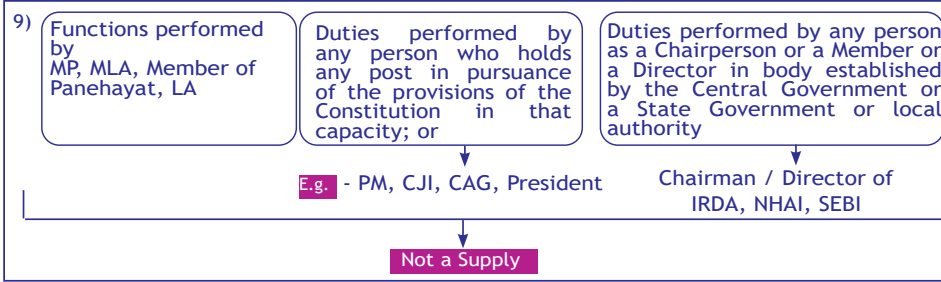 9)
Functions performed
by
MP, MLA, Member of
Panehayat, LA
Duties performed by
any person who holds
any post in pursuance
of the provisions of the
Constitution in that
capacity; or
Duties performed by any person
as a Chairperson or a Member or
a Director in body established
by the Central Government or
a State Government or local
authority
E.g. - PM, CJI, CAG, President
Chairman / Director of
IRDA, NHAI, SEBI
Not a Supply